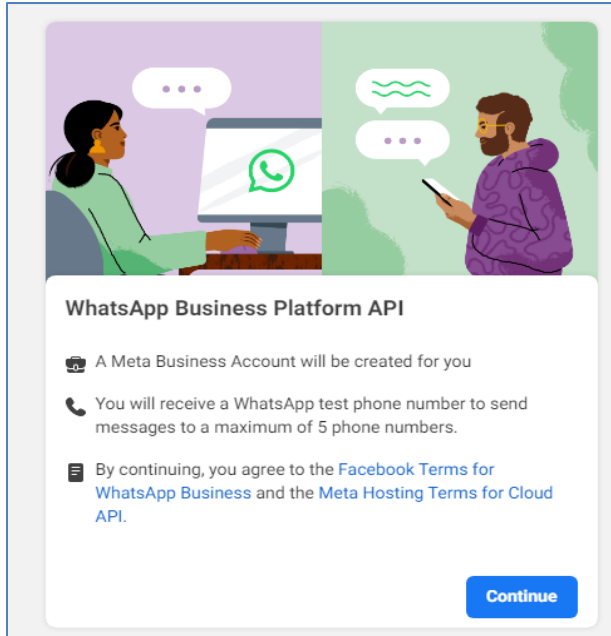 WhatsApp Business Platform API
A Meta Business Account will be created for you
You will receive a WhatsApp test phone number to send
messages to a maximum of 5 phone numbers.
By continuing, you agree to the Facebook Terms for
WhatsApp Business and the Meta Hosting Terms for Cloud
API.
Continue